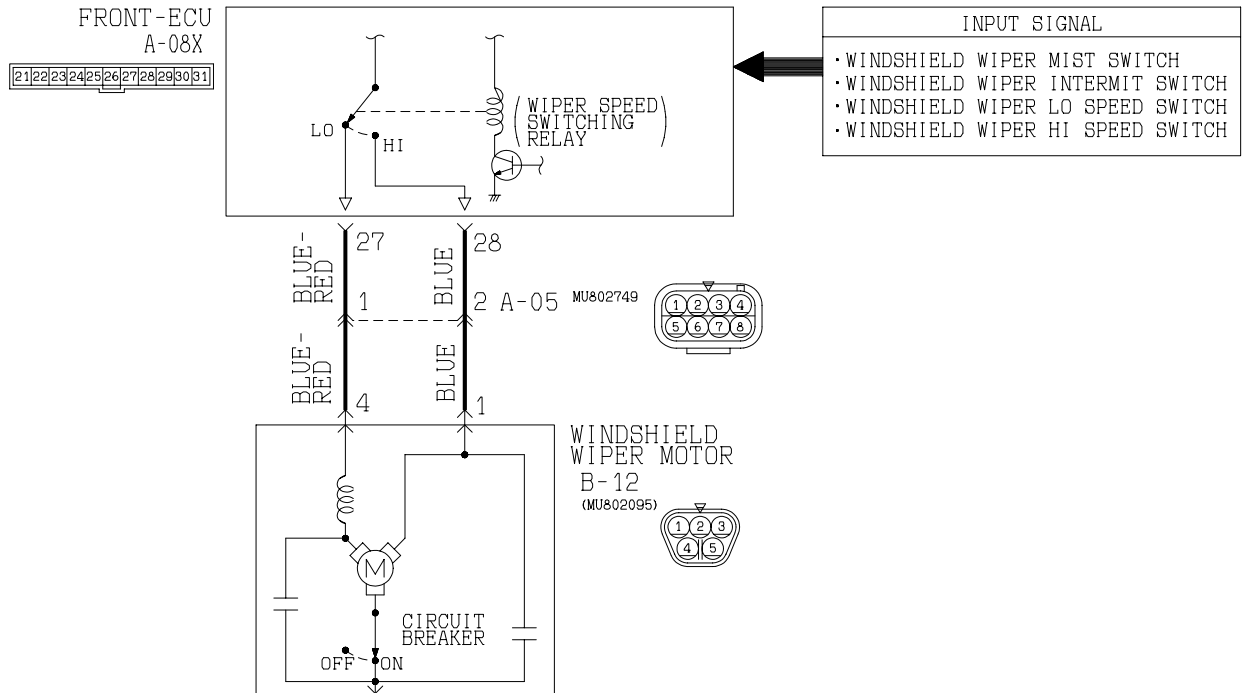 FRONT-ECU
A-08X
21 22 23 24 25 26 27 28 29 30 31
INPUT SIGNAL
·WINDSHIELD WIPER MIST SWITCH
·WINDSHIELD WIPER INTERMIT SWITCH
·WINDSHIELD WIPER LO SPEED SWITCH
·WINDSHIELD WIPER HI SPEED SWITCH
(WIPER SPEED
SWITCHING
RELAY)
LO
HI
27
28
BLUE-
RED
BLUE
1
2 A-05 MU802749
1 2 3 4
5 6 7 8
BLUE-
RED
BLUE
4
1
WINDSHIELD
WIPER MOTOR
B-12
(MU802095)
1 2 3
4 5
M
CIRCUIT
BREAKER
OFF ON